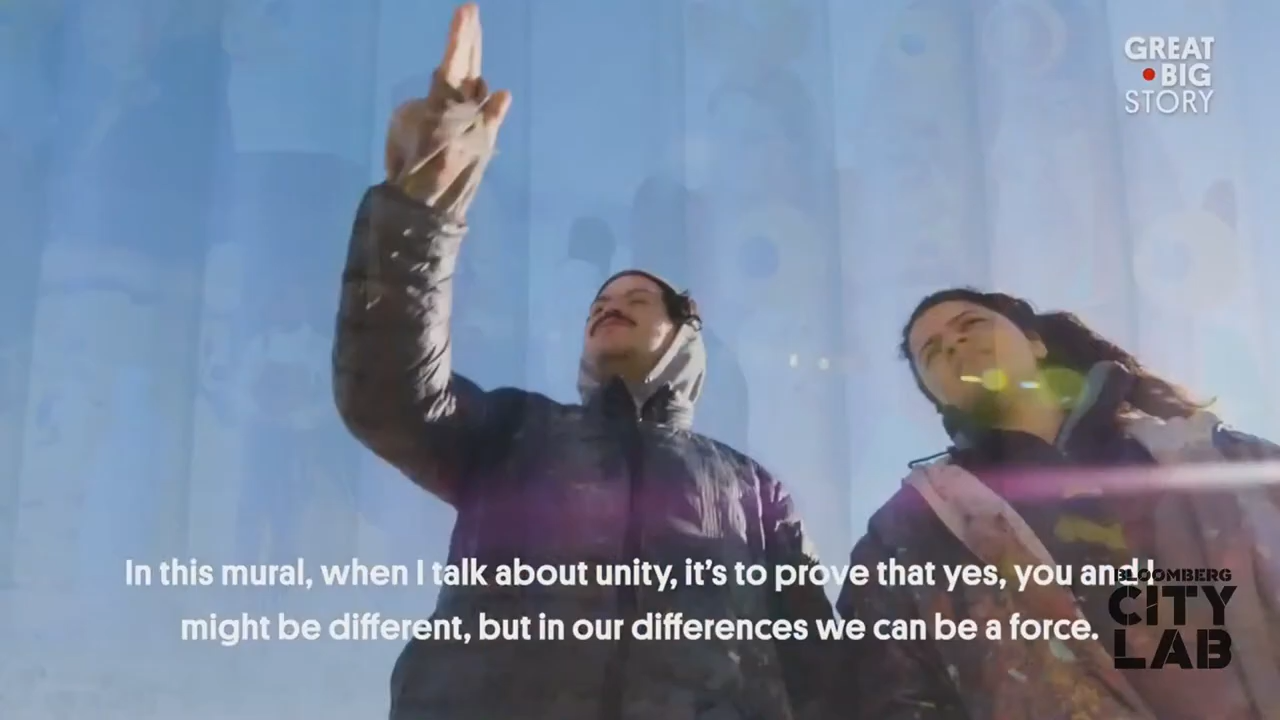 GREAT
BIG
STORY
In this mural, when I talk about unity, it's to prove that yes, you and I
might be different, but in our differences we can be a force.
BLOOMBERG
CITY
LAB